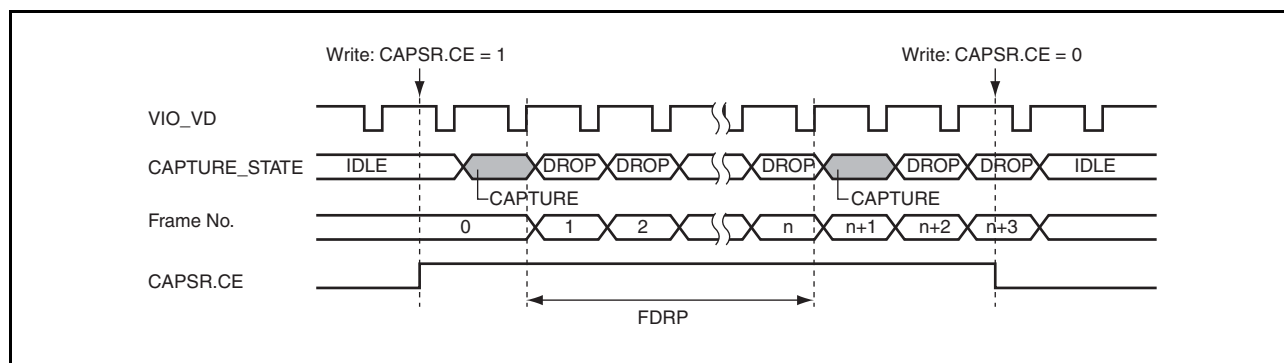 Write: CAPSR.CE = 1 Write: CAPSR.CE = 0
VIO_VD
CAPTURE_STATE IDLE DROP DROP DROP DROP DROP IDLE
CAPTURE CAPTURE
Frame No. 0 1 2 n n+1 n+2 n+3
CAPSR.CE
FDRP